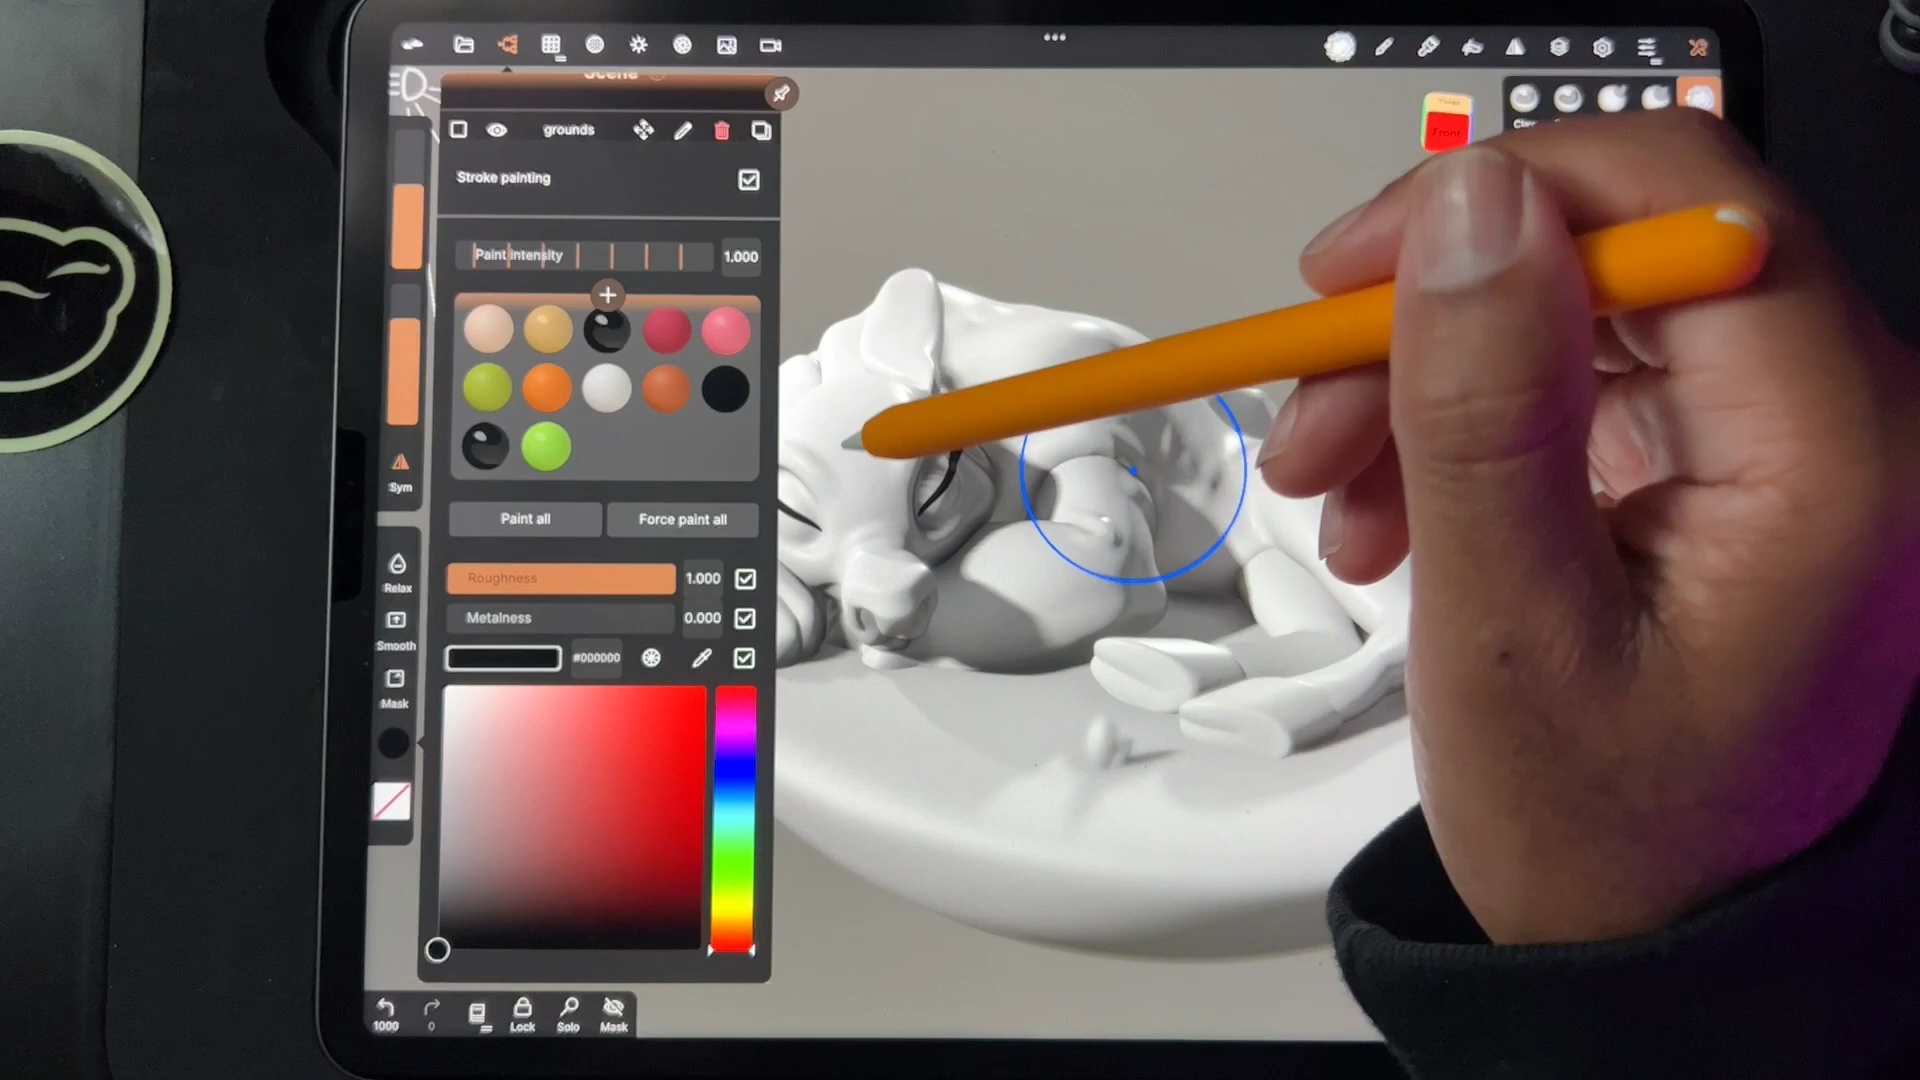 Scene
grounds
Stroke painting
Paint intensity
1.000
Front
Sym
Paint all
Force paint all
Roughness
1.000
Relax
Metalness
0.000
Smooth
#000000
Mask
1000
0
Lock
Solo
Mask